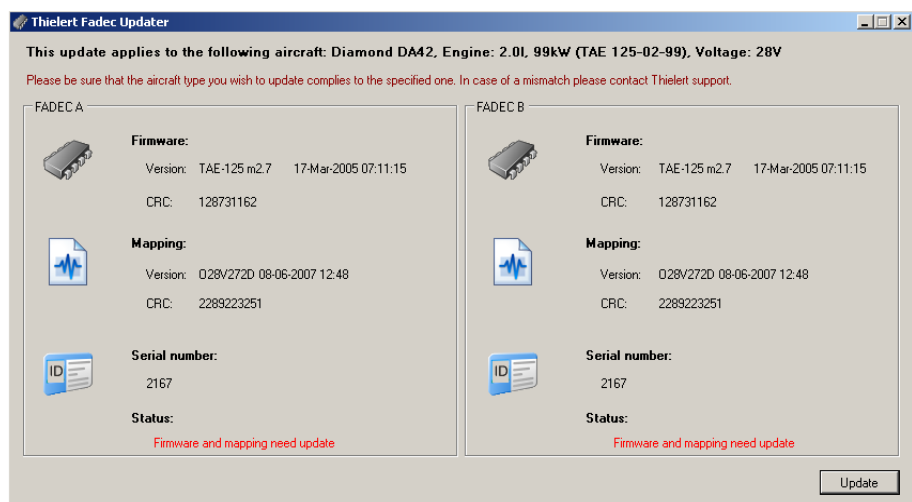 Thielert Fadec Updater
This update applies to the following aircraft: Diamond DA42, Engine: 2.0l, 99kW (TAE 125-02-99), Voltage: 28V
Please be sure that the aircraft type you wish to update complies to the specified one. In case of a mismatch please contact Thielert support.
FADEC A
Firmware:
Version: TAE-125 m2.7 17-Mar-2005 07:11:15
CRC: 128731162
Mapping:
Version: O28V272D 08-06-2007 12:48
CRC: 2289223251
ID
Serial number:
2167
Status:
Firmware and mapping need update
FADEC B
Firmware:
Version: TAE-125 m2.7 17-Mar-2005 07:11:15
CRC: 128731162
Mapping:
Version: O28V272D 08-06-2007 12:48
CRC: 2289223251
ID
Serial number:
2167
Status:
Firmware and mapping need update
Update